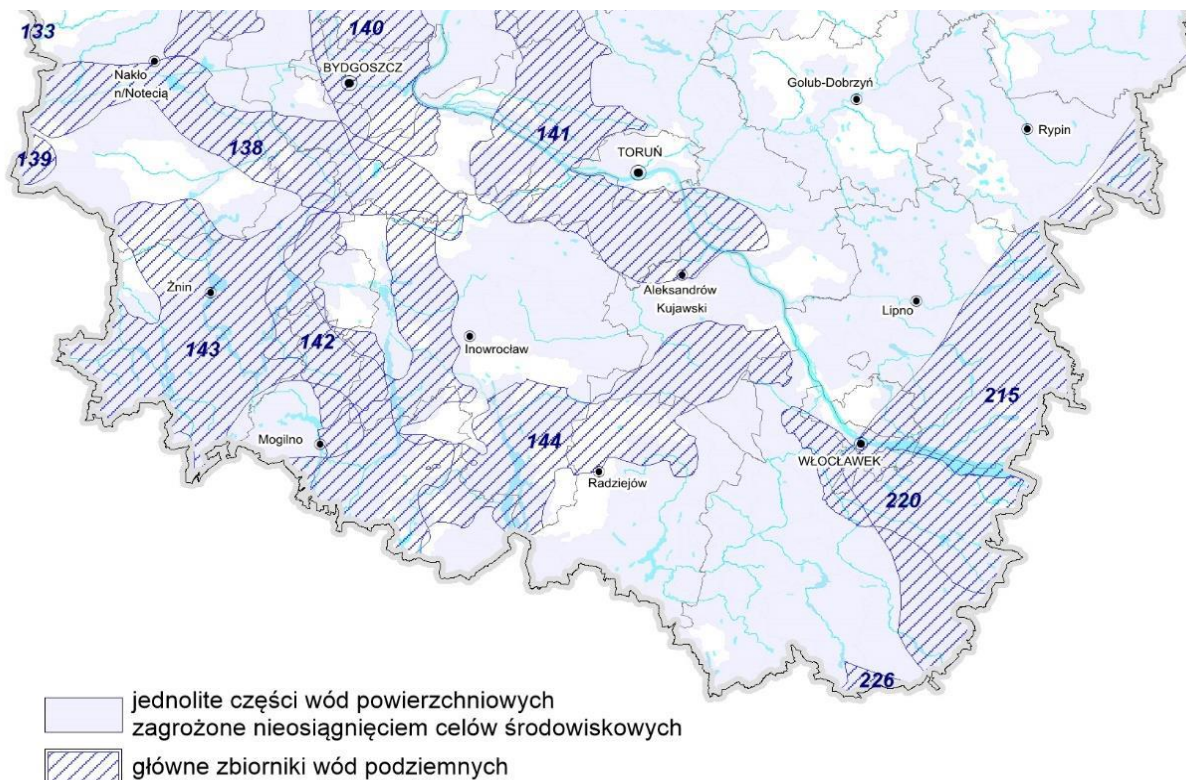 133
140
Nakło
n/Notecią
BYDGOSZCZ
Golub-Dobrzyń
141
Rypin
138
139
TORUŃ
Żnin
Aleksandrów
Kujawski
Lipno
142
143
Inowrocław
215
Mogilno
144
WŁOCŁAWEK
Radziejów
220
226
jednolite części wód powierzchniowych
zagrożone nieosiągnięciem celów środowiskowych
główne zbiorniki wód podziemnych